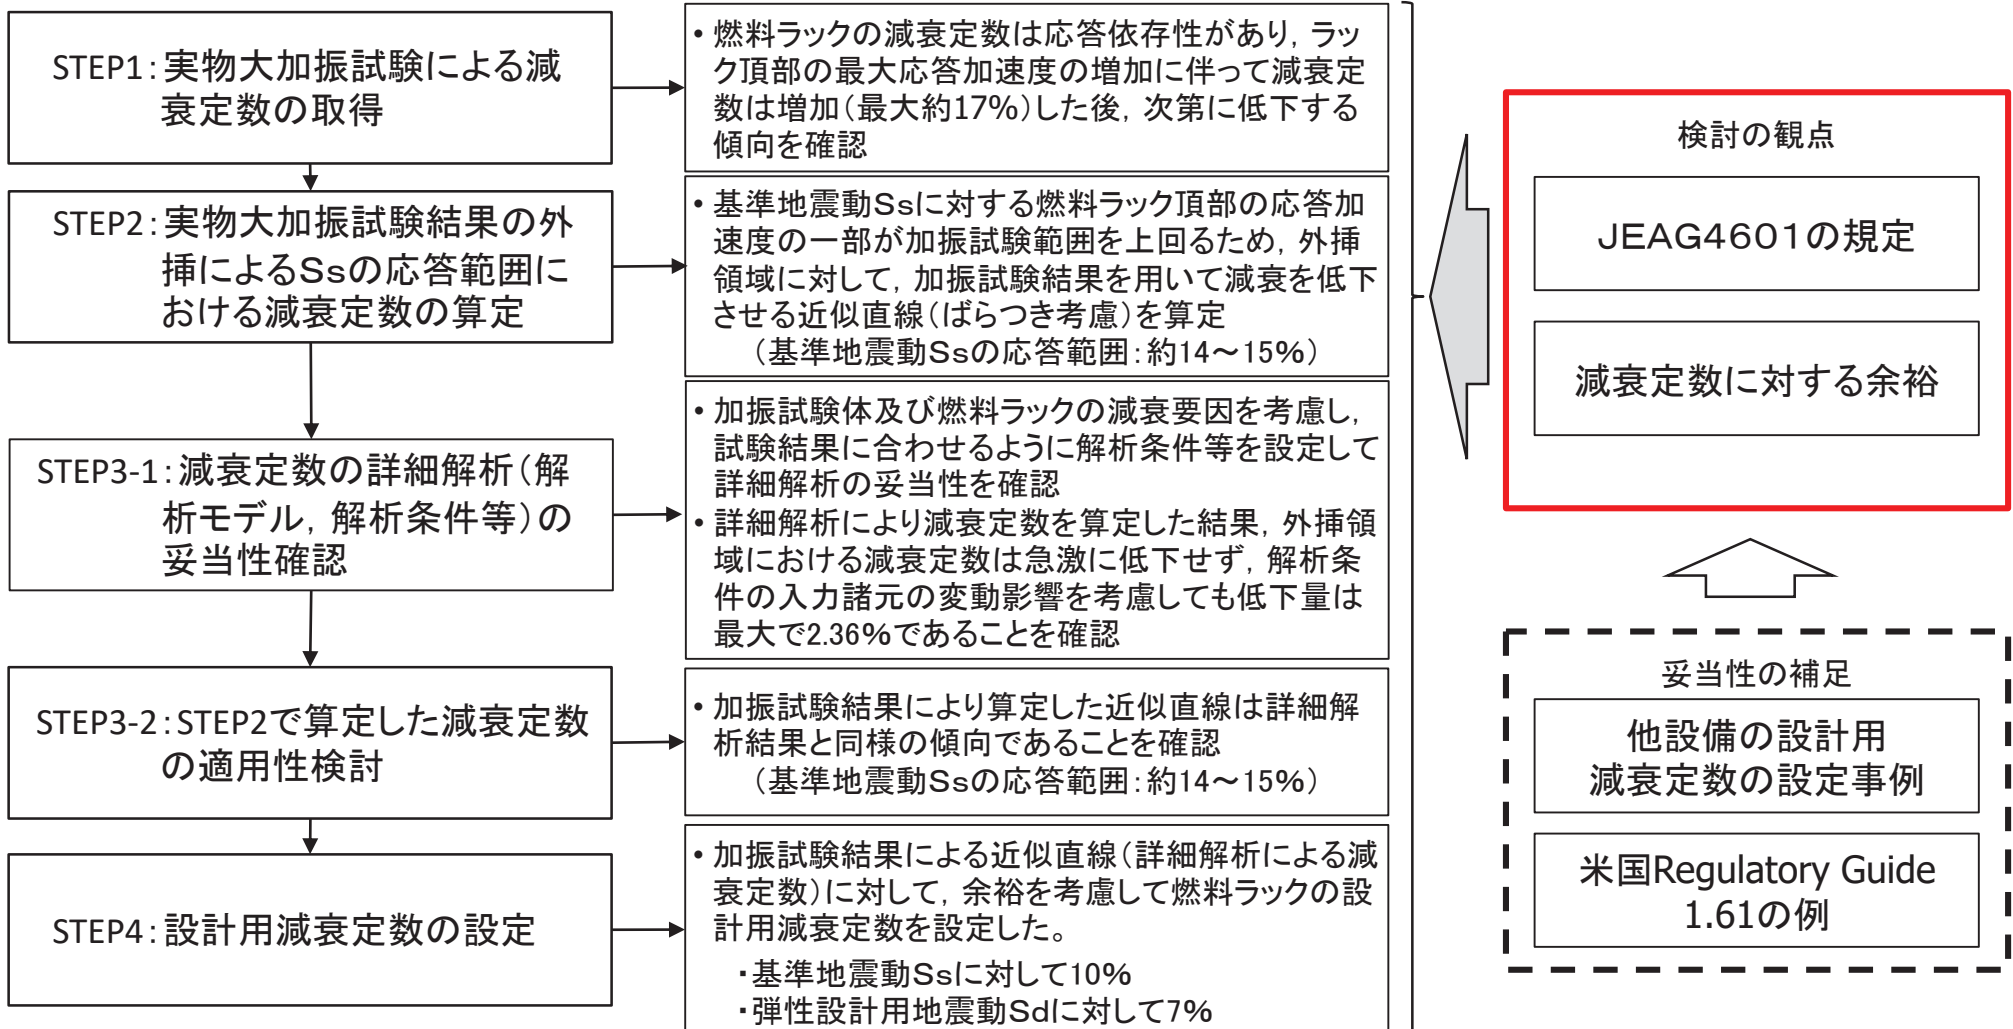 STEP1：実物大加振試験による減
衰定数の取得
・燃料ラックの減衰定数は応答依存性があり，ラッ
ク頂部の最大応答加速度の増加に伴って減衰定
数は増加（最大約17%）した後，次第に低下する
傾向を確認
STEP2：実物大加振試験結果の外
挿によるSsの応答範囲に
おける減衰定数の算定
・基準地震動Ssに対する燃料ラック頂部の応答加
速度の一部が加振試験範囲を上回るため，外挿
領域に対して，加振試験結果を用いて減衰を低下
させる近似直線（ばらつき考慮）を算定
（基準地震動Ssの応答範囲：約14～15%）
STEP3-1：減衰定数の詳細解析（解
析モデル，解析条件等）の
妥当性確認
・加振試験体及び燃料ラックの減衰要因を考慮し，
試験結果に合わせるように解析条件等を設定して
詳細解析の妥当性を確認
・詳細解析により減衰定数を算定した結果，外挿領
域における減衰定数は急激に低下せず，解析条
件の入力諸元の変動影響を考慮しても低下量は
最大で2.36%であることを確認
STEP3-2：STEP2で算定した減衰定数
の適用性検討
・加振試験結果により算定した近似直線は詳細解
析結果と同様の傾向であることを確認
（基準地震動Ssの応答範囲：約14～15%）
STEP4：設計用減衰定数の設定
・加振試験結果による近似直線（詳細解析による減
衰定数）に対して，余裕を考慮して燃料ラックの設
計用減衰定数を設定した。
・基準地震動Ssに対して10%
・弾性設計用地震動Sdに対して7%
検討の観点
JEAG4601の規定
減衰定数に対する余裕
妥当性の補足
他設備の設計用
減衰定数の設定事例
米国Regulatory Guide
1.61の例